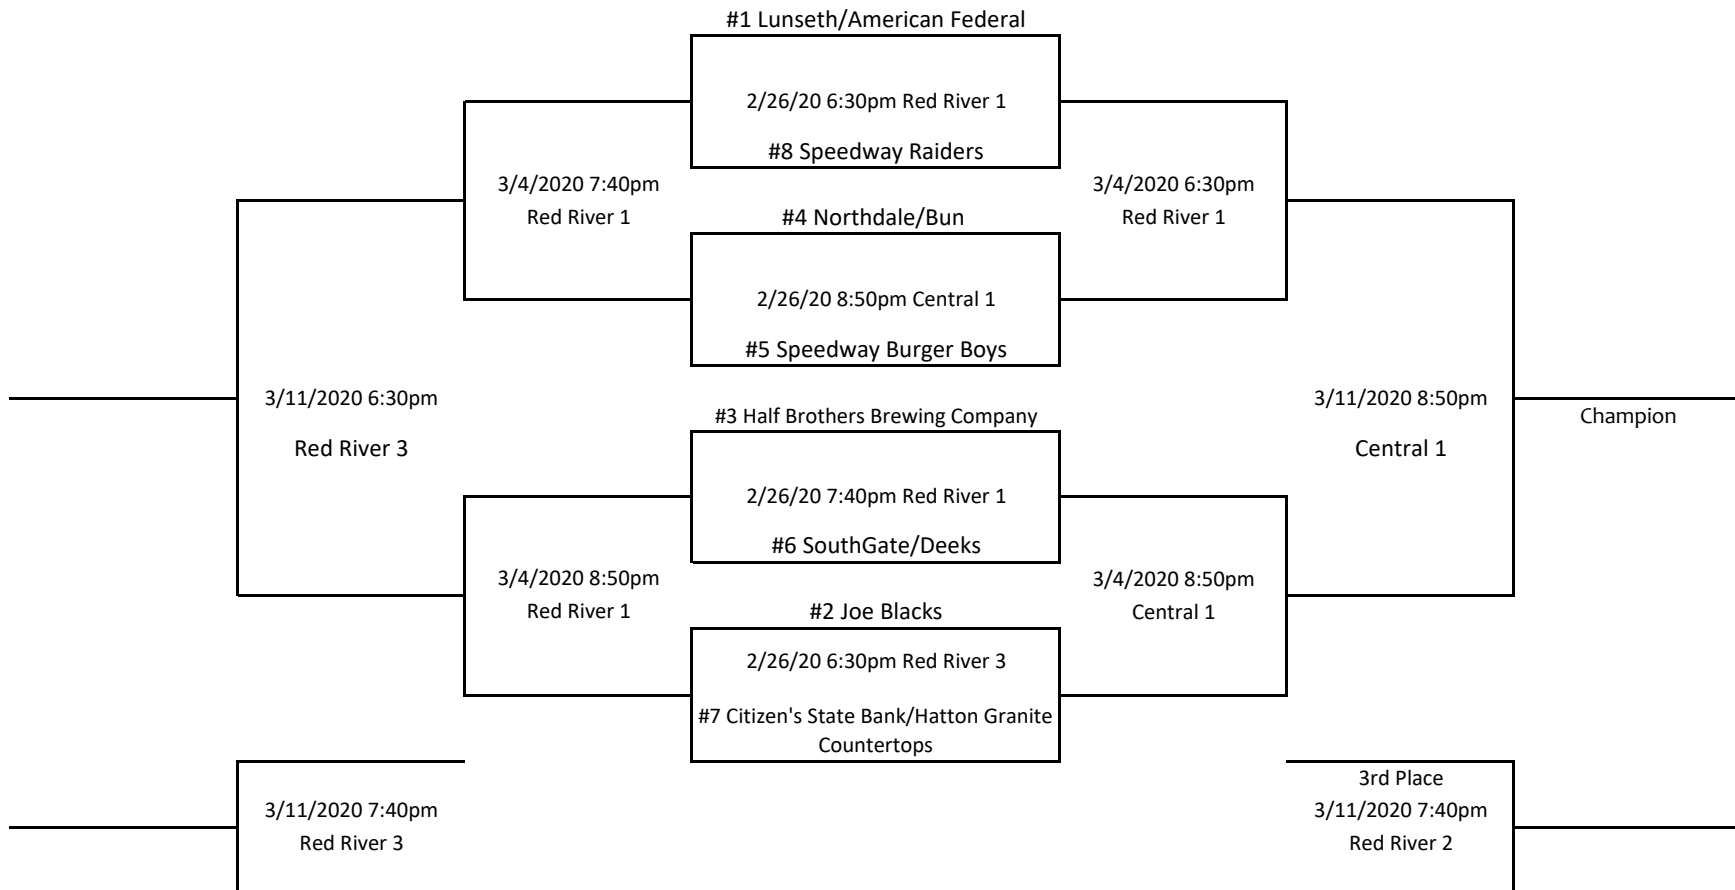 #1 Lunseth/American Federal
2/26/20 6:30pm Red River 1
#8 Speedway Raiders
3/4/2020 7:40pm
Red River 1
3/4/2020 6:30pm
Red River 1
#4 Northdale/Bun
2/26/20 8:50pm Central 1
#5 Speedway Burger Boys
3/11/2020 6:30pm
Red River 3
3/11/2020 8:50pm
Central 1
Champion
#3 Half Brothers Brewing Company
2/26/20 7:40pm Red River 1
#6 SouthGate/Deeks
3/4/2020 8:50pm
Red River 1
3/4/2020 8:50pm
Central 1
#2 Joe Blacks
2/26/20 6:30pm Red River 3
#7 Citizen's State Bank/Hatton Granite
Countertops
3/11/2020 7:40pm
Red River 3
3rd Place
3/11/2020 7:40pm
Red River 2